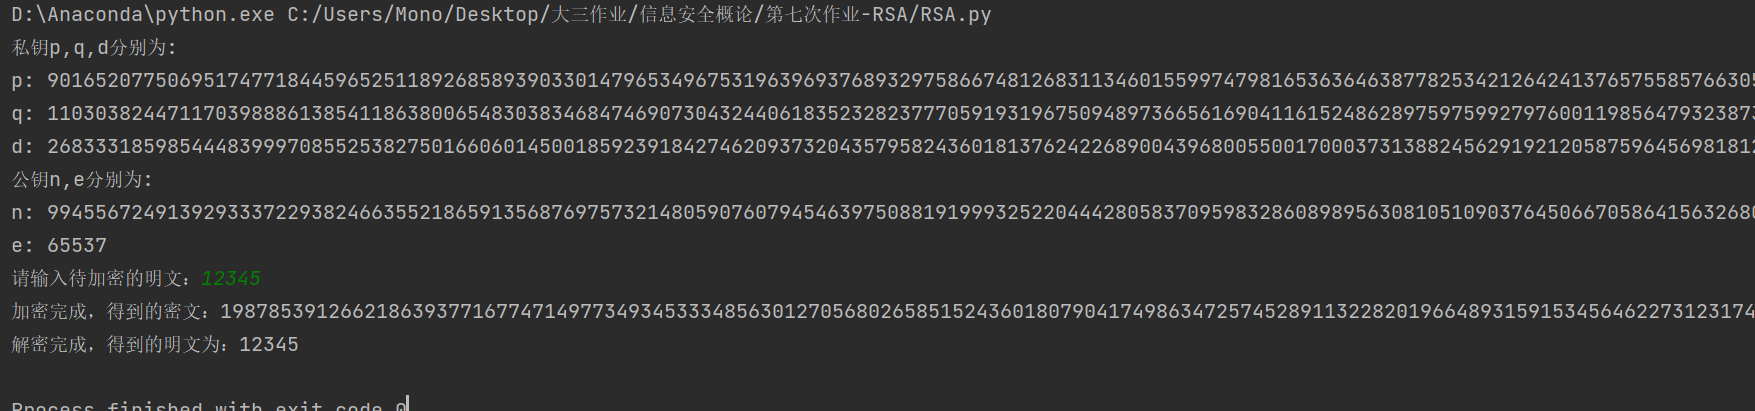 D:\Anaconda\python.exe C:/Users/Mono/Desktop/大三作业/信息安全概论/第七次作业-RSA/RSA.py
私钥p,q,d分别为:
p: 9016520775069517477184459652511892685893903301479653496753196396937689329758667481268311346015599747981653636463877825342126424137657558576630
q: 1103038244711703988861385411863800654830383468474690730432440618352328237770591931967509489736656169041161524862897597599279760011985647932387
d: 2683331859854448399970855253827501660601450018592391842746209373204357958243601813762422689004396800550017000373138824562919212058759645698181
公钥n,e分别为:
n: 9945567249139293337229382466355218659135687697573214805907607945463975088191999325220444280583709598328608989563081051090376450667058641563268
e: 65537
请输入待加密的明文：12345
加密完成，得到的密文：198785391266218639377167747149773493453334856301270568026585152436018079041749863472574528911322820196648931591534564622731231 74
解密完成，得到的明文为：12345
Process finished with exit code 0